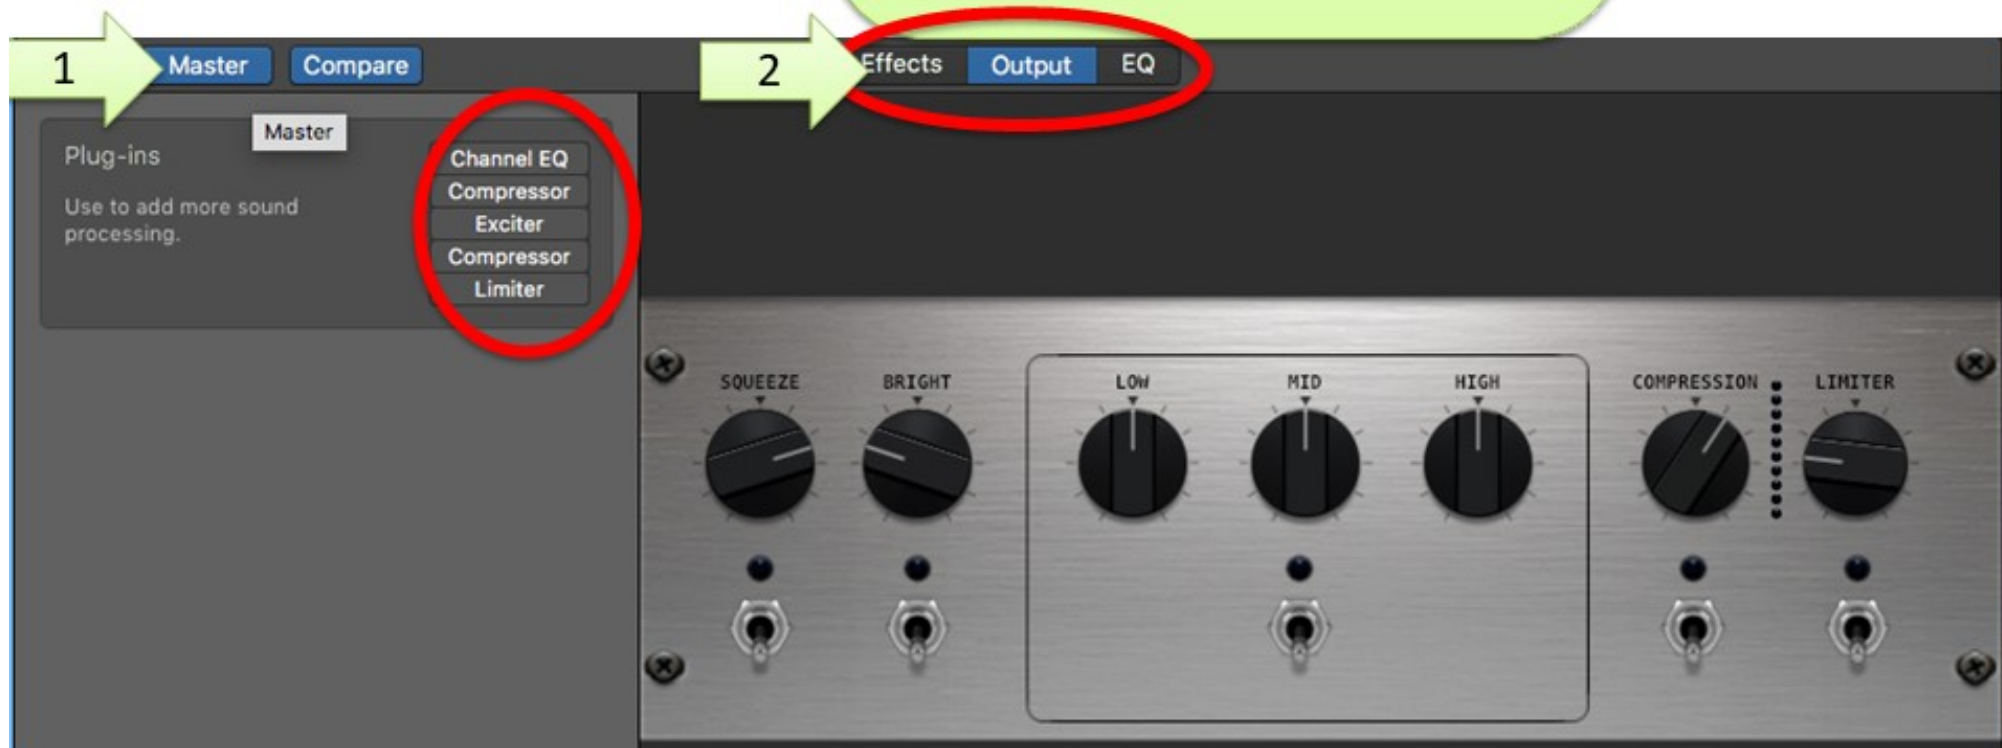 1
Master
Compare
2
Effects
Output
EQ
Master
Plug-ins
Use to add more sound
processing.
Channel EQ
Compressor
Exciter
Compressor
Limiter
SQUEEZE
BRIGHT
LOW
MID
HIGH
COMPRESSION
LIMITER